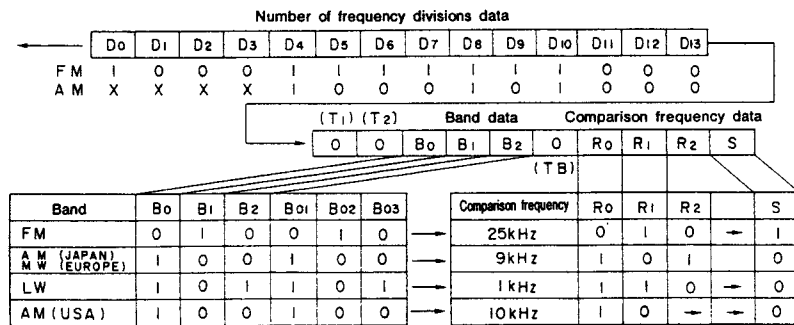 Number of frequency divisions data
D0 D1 D2 D3 D4 D5 D6 D7 D8 D9 D10 D11 D12 D13
FM 1 0 0 0 1 1 1 1 1 1 1 0 0 0
AM X X X X 1 0 0 0 1 0 1 0 0 0
(T1) (T2) Band data Comparison frequency data
0 0 B0 B1 B2 0 R0 R1 R2 S
(TB)
Band B0 B1 B2 B01 B02 B03
FM 0 1 0 0 1 0
AM (JAPAN)
MW (EUROPE) 1 0 0 1 0 0
LW 1 0 1 1 0 1
AM (USA) 1 0 0 1 0 0
Comparison frequency R0 R1 R2 S
25kHz 0 1 0 → 1
9kHz 1 0 1 0
1kHz 1 1 0 → 0
10kHz 1 0 → → 0